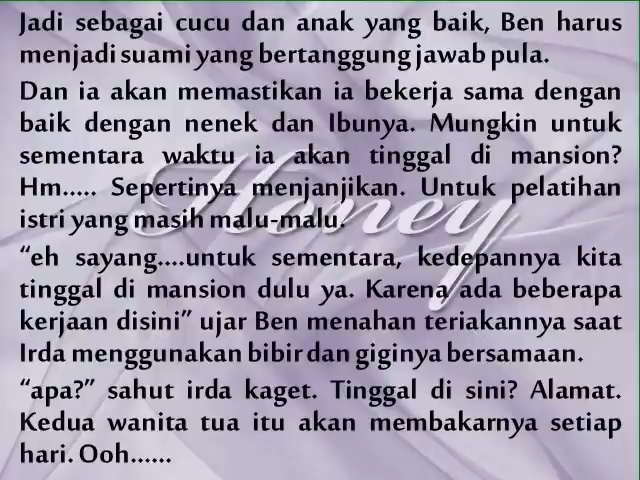 Jadi sebagai cucu dan anak yang baik, Ben harus
menjadi suami yang bertanggung jawab pula.
Dan ia akan memastikan ia bekerja sama dengan
baik dengan nenek dan Ibunya. Mungkin untuk
sementara waktu ia akan tinggal di mansion?
Hm..... Sepertinya menjanjikan. Untuk pelatihan
istri yang masih malu-malu.
Honey
“eh sayang....untuk sementara, kedepannya kita
tinggal di mansion dulu ya. Karena ada beberapa
kerjaan disini” ujar Ben menahan teriakannya saat
Irda menggunakan bibir dan giginya bersamaan.
“apa?” sahut irda kaget. Tinggal di sini? Alamat.
Kedua wanita tua itu akan membakarnya setiap
hari. Ooh......